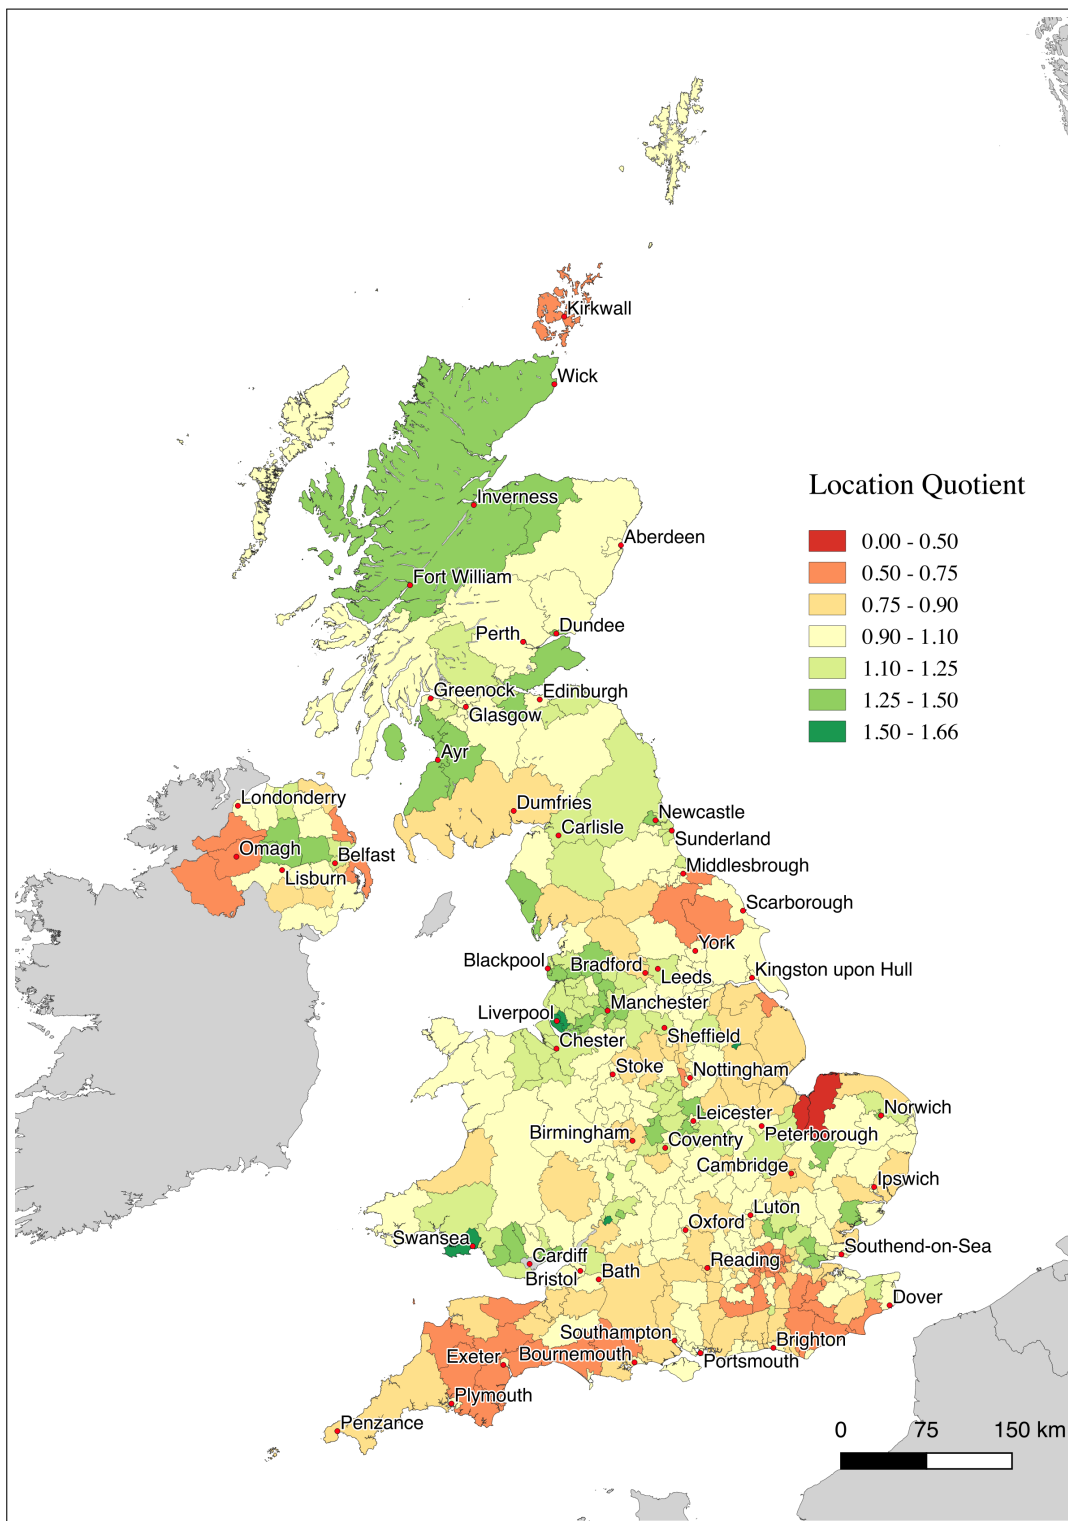 Kirkwall
Wick
Inverness
Aberdeen
Fort William
Perth
Dundee
Greenock
Edinburgh
Glasgow
Ayr
Londonderry
Omagh
Belfast
Lisburn
Dumfries
Carlisle
Newcastle
Sunderland
Middlesbrough
Scarborough
York
Blackpool
Bradford
Leeds
Kingston upon Hull
Manchester
Liverpool
Chester
Sheffield
Stoke
Nottingham
Leicester
Norwich
Birmingham
Coventry
Peterborough
Cambridge
Ipswich
Luton
Oxford
Swansea
Cardiff
Bristol
Bath
Reading
Southend-on-Sea
Dover
Southampton
Brighton
Exeter
Bournemouth
Portsmouth
Plymouth
Penzance
Location Quotient
0.00 - 0.50
0.50 - 0.75
0.75 - 0.90
0.90 - 1.10
1.10 - 1.25
1.25 - 1.50
1.50 - 1.66
0 75 150 km